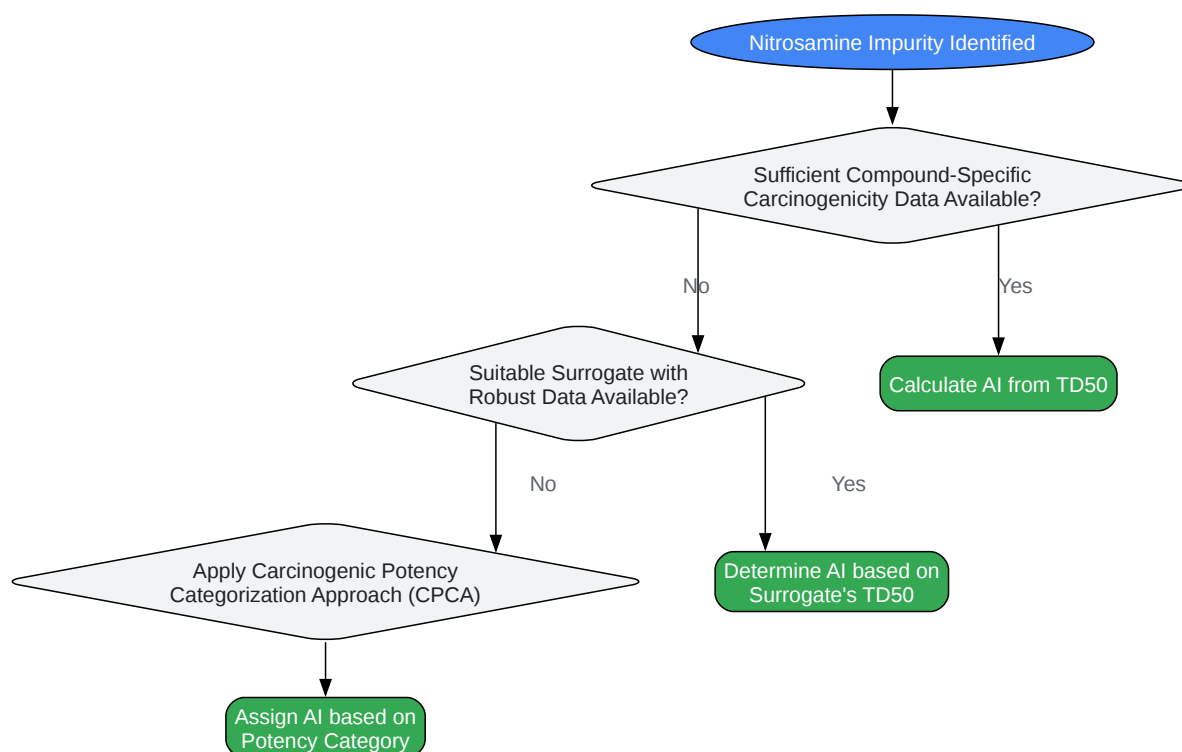 Nitrosamine Impurity Identified
Sufficient Compound-Specific
Carcinogenicity Data Available?
No
Yes
Suitable Surrogate with
Robust Data Available?
Calculate AI from TD50
No
Yes
Apply Carcinogenic Potency
Categorization Approach (CPCA)
Determine AI based on
Surrogate's TD50
Assign AI based on
Potency Category